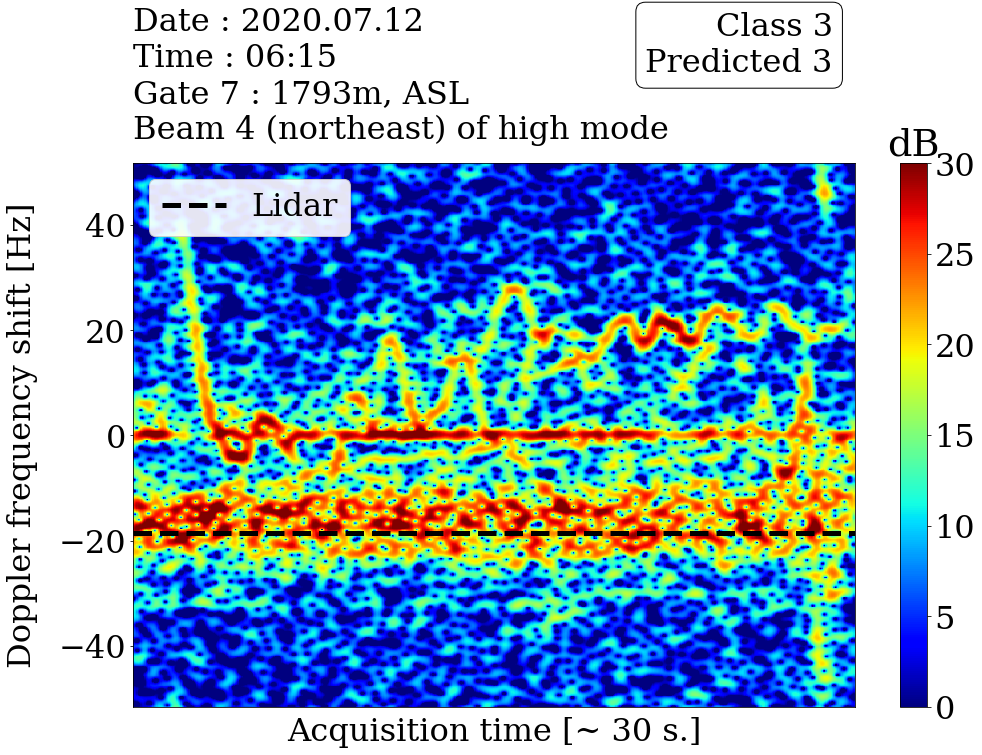 Date : 2020.07.12
Time : 06:15
Gate 7 : 1793m, ASL
Beam 4 (northeast) of high mode
Class 3
Predicted 3
dB
Lidar
Doppler frequency shift [Hz]
40
20
0
−20
−40
30
25
20
15
10
5
0
Acquisition time [~ 30 s.]